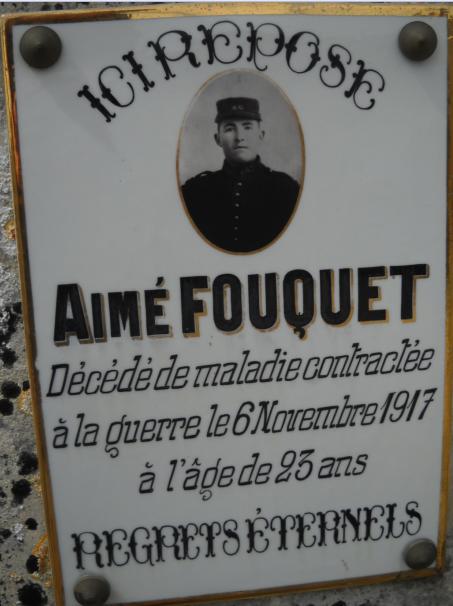 ICI REPOSE
AIMÉ FOUQUET
Décédé de maladie contractée
à la guerre le 6 Novembre 1917
à l'âge de 23 ans
REGRETS ÉTERNELS